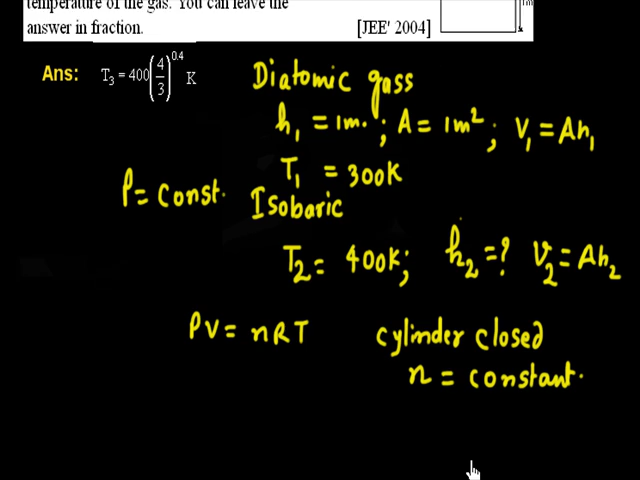 temperature of the gas. You can leave the
answer in fraction. [JEE' 2004]
1m
Ans: T₃ = 400(4/3)^0.4 K
Diatomic gass
h₁ = 1m. ; A = 1m² ; V₁ = Ah₁
T₁ = 300K
P = Const. Isobaric
T₂ = 400K; h₂ = ? V₂ = Ah₂
PV = nRT cylinder closed
n = constant.